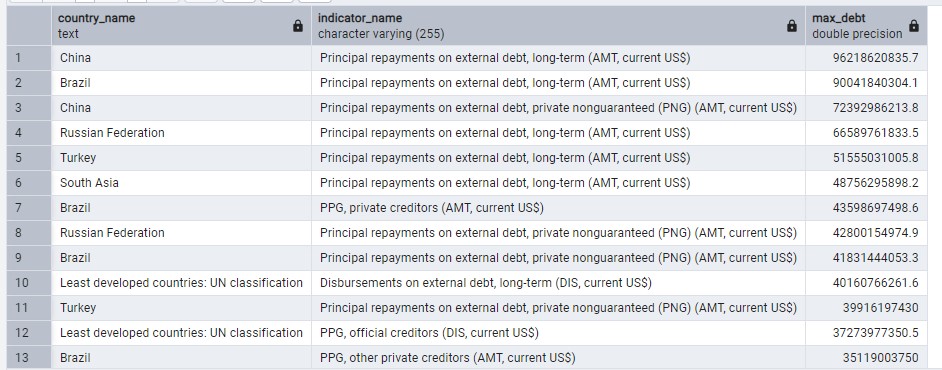 country_name indicator_name max_debt
text character varying (255) double precision
1 China Principal repayments on external debt, long-term (AMT, current US$) 96218620835.7
2 Brazil Principal repayments on external debt, long-term (AMT, current US$) 90041840304.1
3 China Principal repayments on external debt, private nonguaranteed (PNG) (AMT, current US$) 72392986213.8
4 Russian Federation Principal repayments on external debt, long-term (AMT, current US$) 66589761833.5
5 Turkey Principal repayments on external debt, long-term (AMT, current US$) 51555031005.8
6 South Asia Principal repayments on external debt, long-term (AMT, current US$) 48756295898.2
7 Brazil PPG, private creditors (AMT, current US$) 43598697498.6
8 Russian Federation Principal repayments on external debt, private nonguaranteed (PNG) (AMT, current US$) 42800154974.9
9 Brazil Principal repayments on external debt, private nonguaranteed (PNG) (AMT, current US$) 41831444053.3
10 Least developed countries: UN classification Disbursements on external debt, long-term (DIS, current US$) 40160766261.6
11 Turkey Principal repayments on external debt, private nonguaranteed (PNG) (AMT, current US$) 39916197430
12 Least developed countries: UN classification PPG, official creditors (DIS, current US$) 37273977350.5
13 Brazil PPG, other private creditors (AMT, current US$) 35119003750